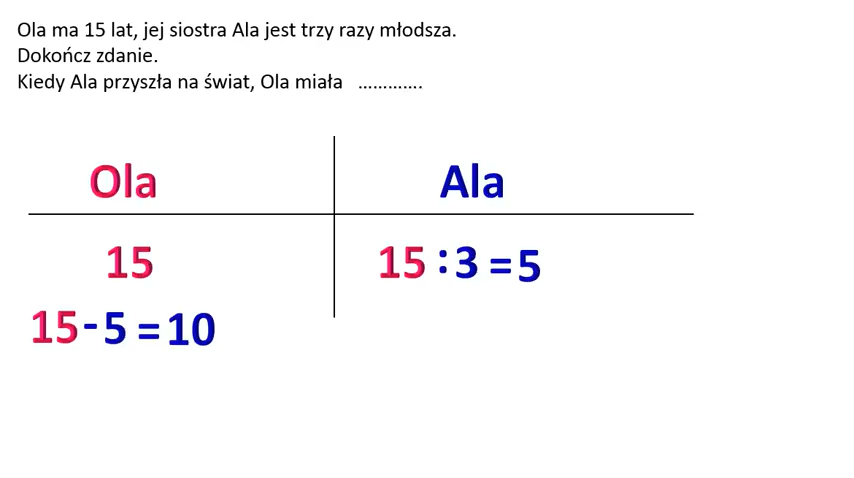 Ola ma 15 lat, jej siostra Ala jest trzy razy młodsza.
Dokończ zdanie.
Kiedy Ala przyszła na świat, Ola miała ………….
Ola Ala
15 15 : 3 = 5
15 - 5 = 10